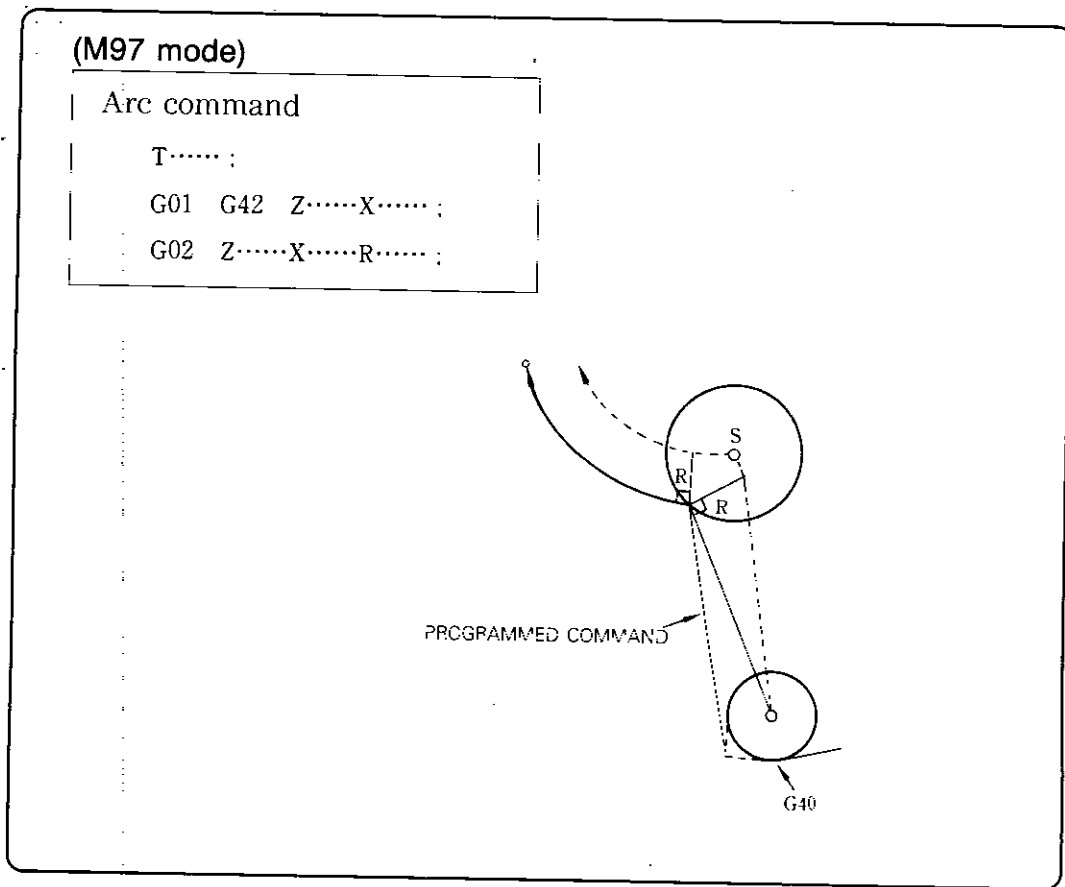 (M97 mode)
Arc command
T······ ;
G01 G42 Z······X······ ;
G02 Z······X······R······ ;
S
R
R
PROGRAMMED COMMAND
G40